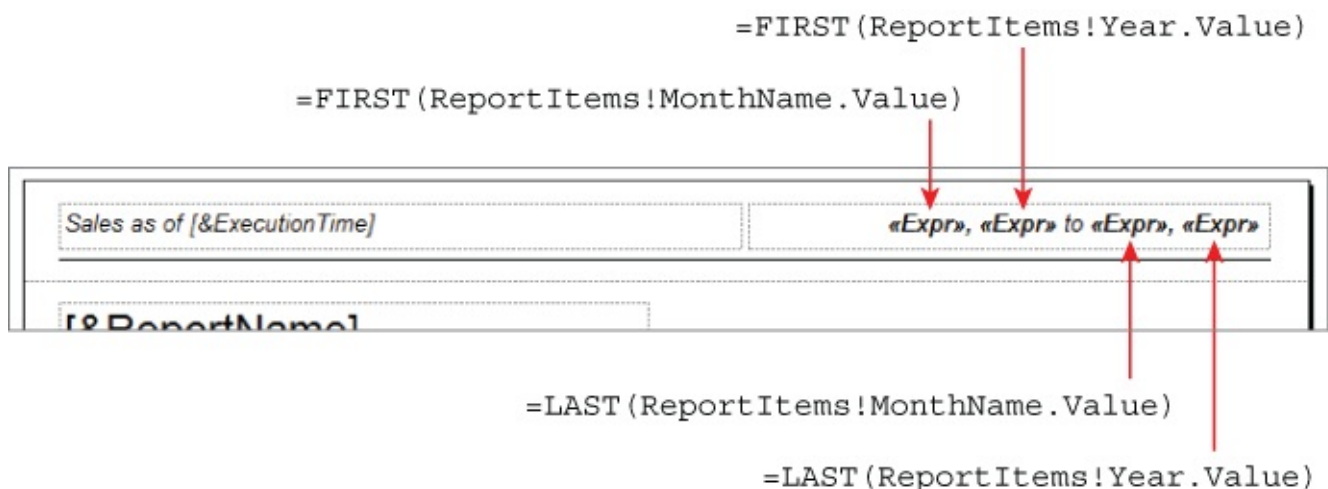 =FIRST(ReportItems!Year.Value)
=FIRST(ReportItems!MonthName.Value)
Sales as of [&ExecutionTime] «Expr», «Expr» to «Expr», «Expr»
[&ReportName]
=LAST(ReportItems!MonthName.Value)
=LAST(ReportItems!Year.Value)